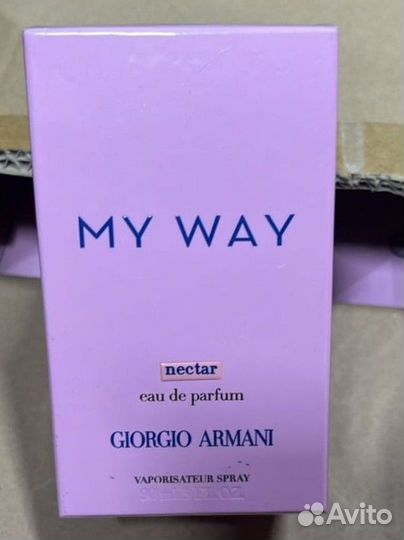 MY WAY
nectar
eau de parfum
GIORGIO ARMANI
VAPORISATEUR SPRAY
Avito